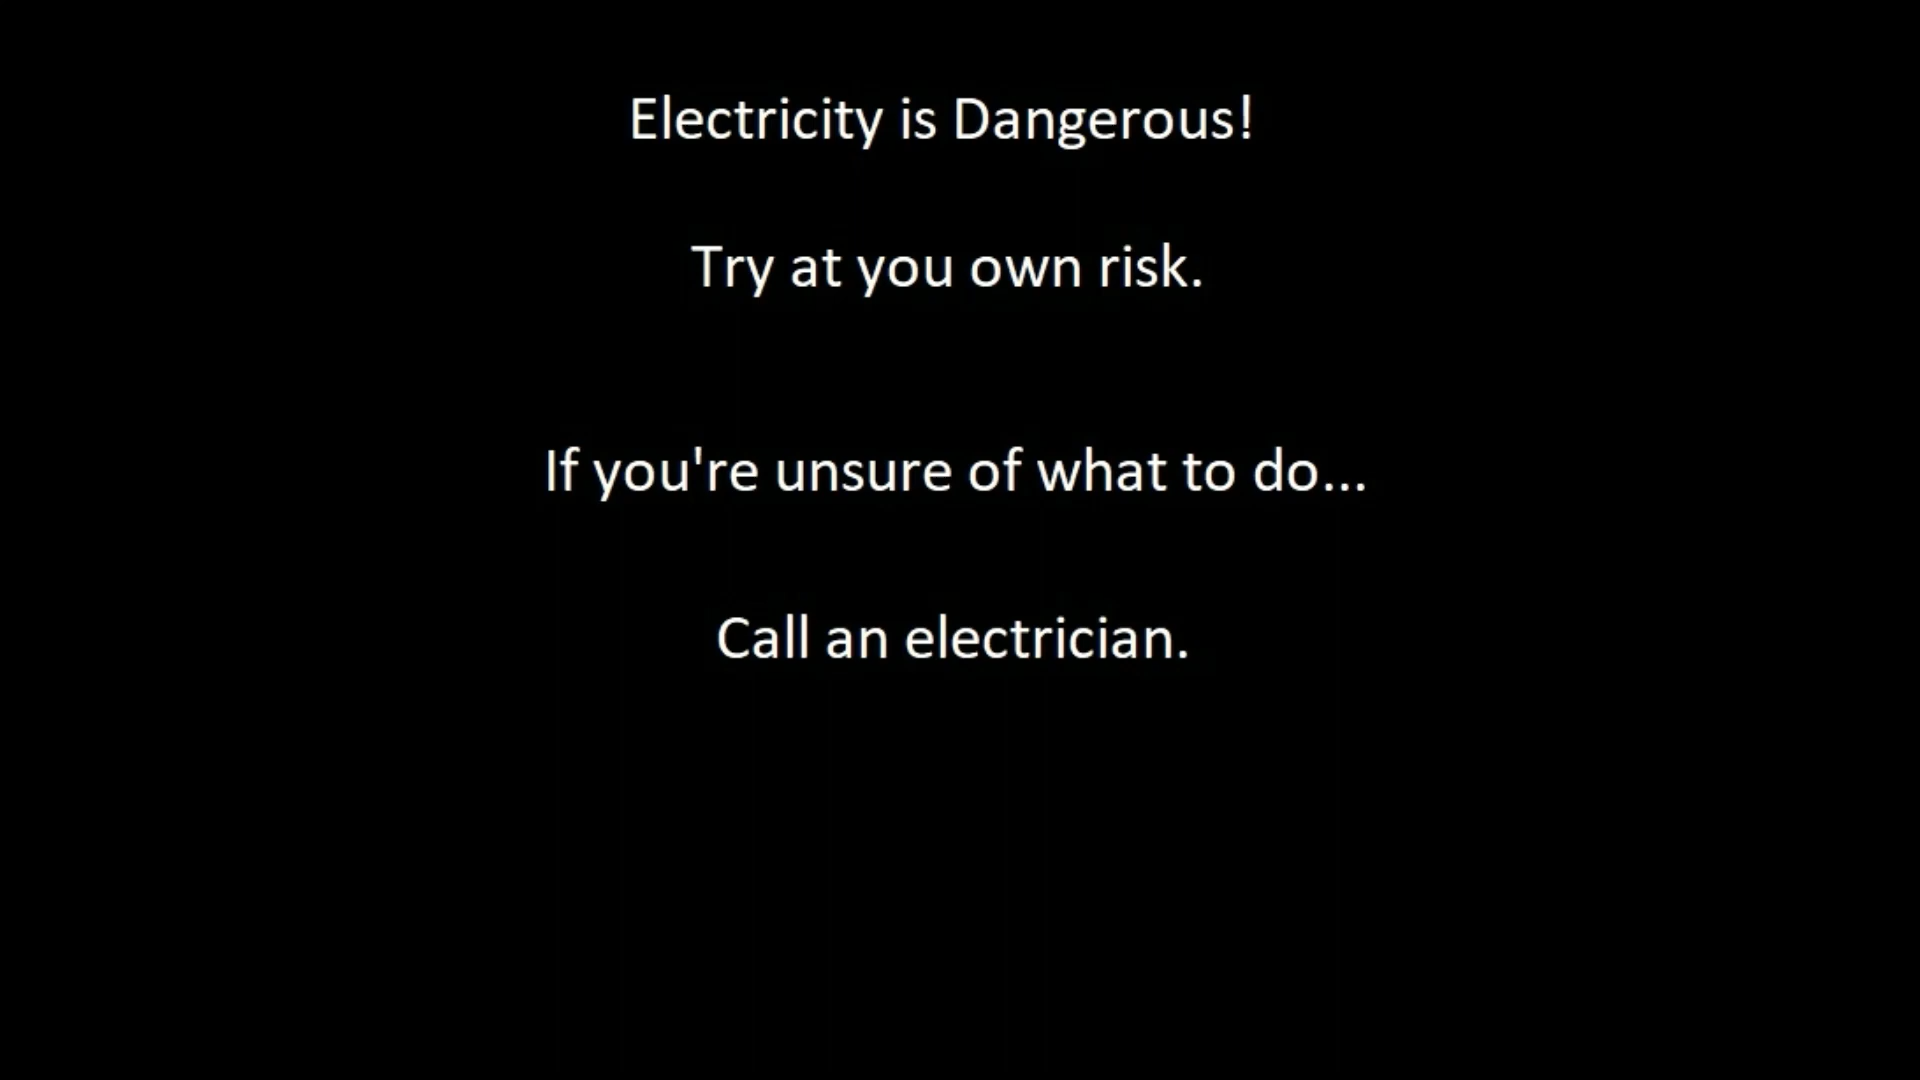 Electricity is Dangerous!
Try at you own risk.
If you're unsure of what to do...
Call an electrician.